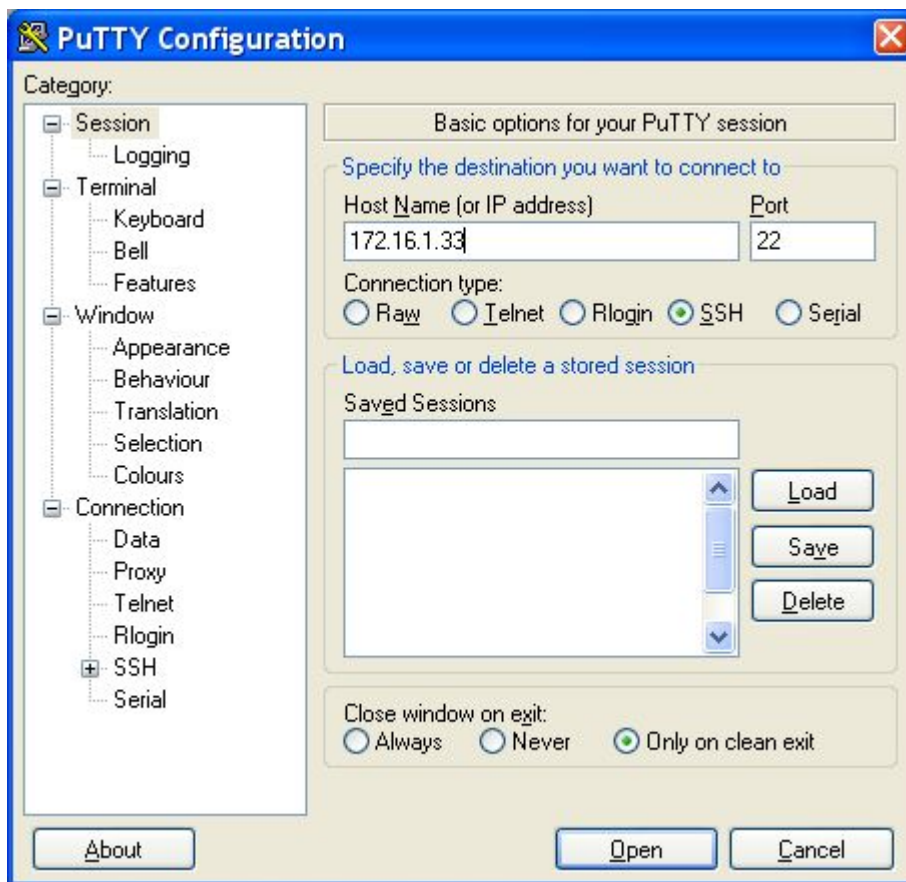 PuTTY Configuration
Category:
Session
Logging
Terminal
Keyboard
Bell
Features
Window
Appearance
Behaviour
Translation
Selection
Colours
Connection
Data
Proxy
Telnet
Rlogin
SSH
Serial
Basic options for your PuTTY session
Specify the destination you want to connect to
Host Name (or IP address) Port
172.16.1.33 22
Connection type:
Raw Telnet Rlogin SSH Serial
Load, save or delete a stored session
Saved Sessions
Load
Save
Delete
Close window on exit:
Always Never Only on clean exit
About Open Cancel